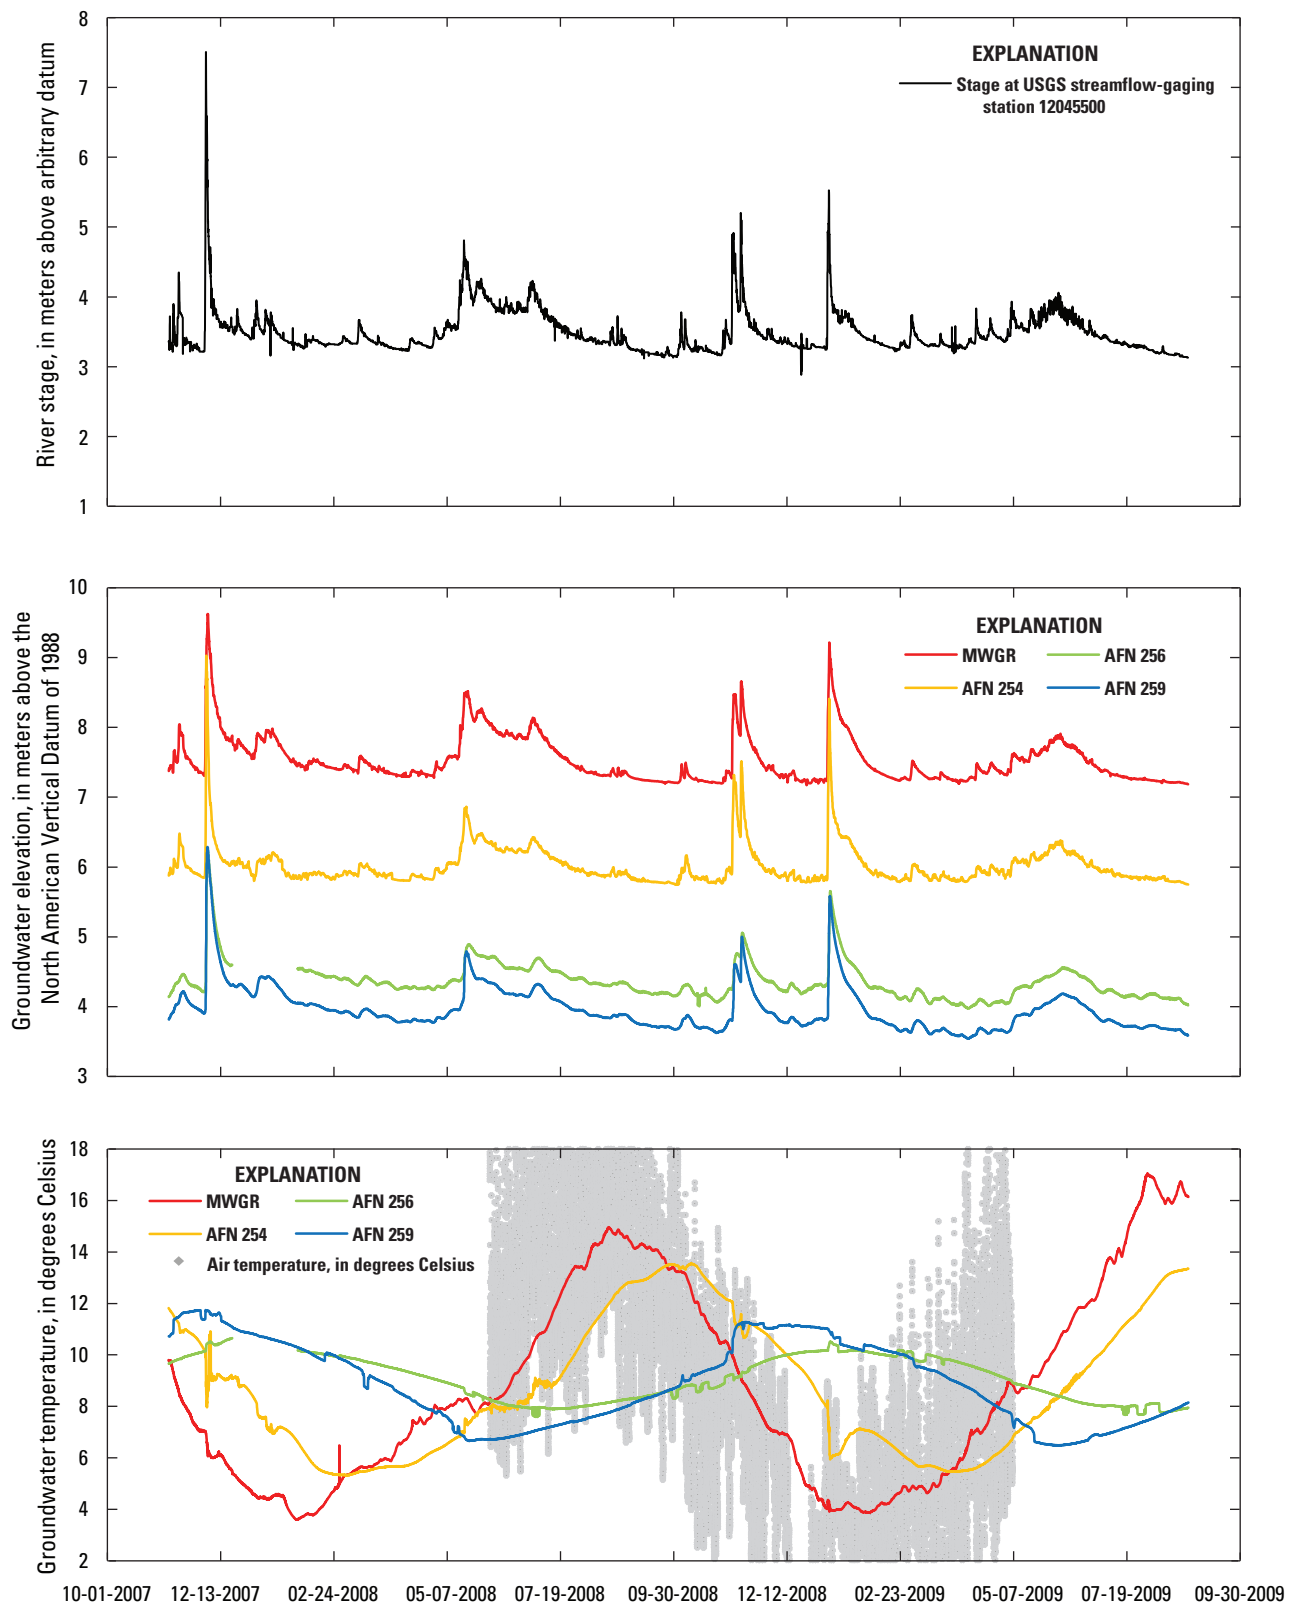 8
7
6
5
4
3
2
1
River stage, in meters above arbitrary datum
EXPLANATION
Stage at USGS streamflow-gaging
station 12045500
10
9
8
7
6
5
4
3
Groundwater elevation, in meters above the
North American Vertical Datum of 1988
EXPLANATION
MWGR
AFN 256
AFN 254
AFN 259
18
16
14
12
10
8
6
4
2
Groundwater temperature, in degrees Celsius
EXPLANATION
MWGR
AFN 256
AFN 254
AFN 259
Air temperature, in degrees Celsius
10-01-2007
12-13-2007
02-24-2008
05-07-2008
07-19-2008
09-30-2008
12-12-2008
02-23-2009
05-07-2009
07-19-2009
09-30-2009